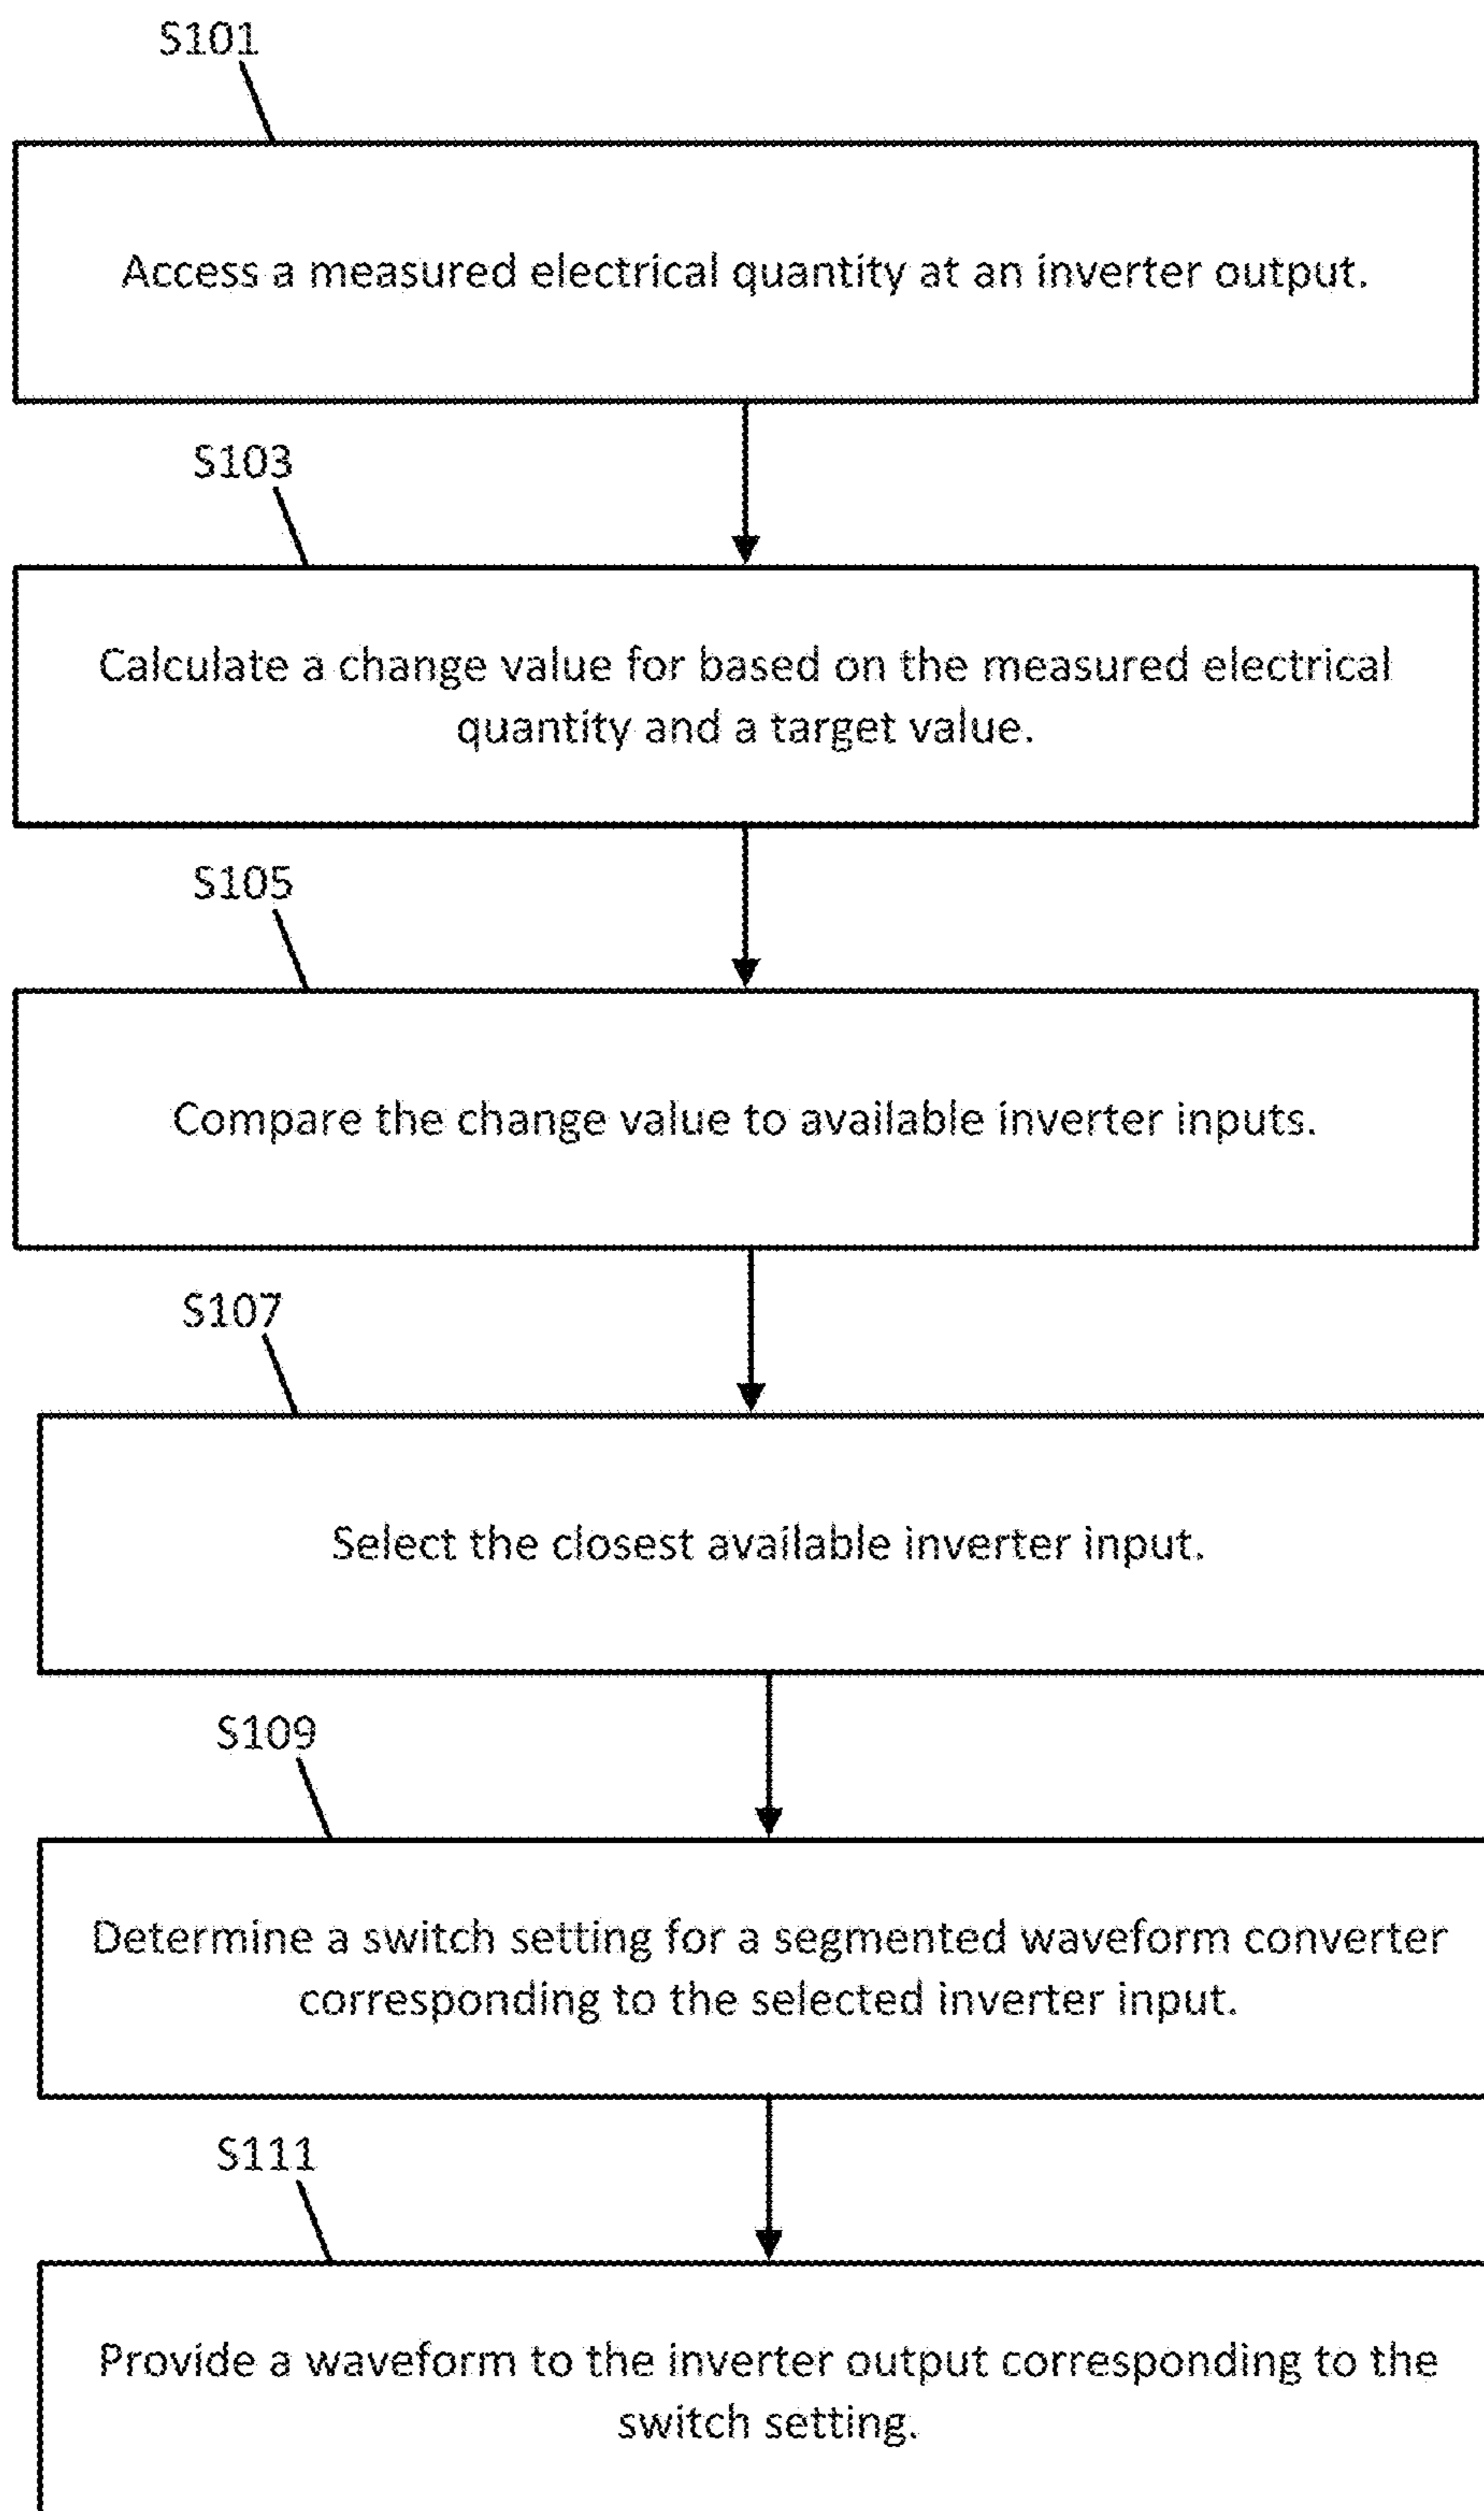 S101
Access a measured electrical quantity at an inverter output.
S103
Calculate a change value for based on the measured electrical
quantity and a target value.
S105
Compare the change value to available inverter inputs.
S107
Select the closest available inverter input.
S109
Determine a switch setting for a segmented waveform converter
corresponding to the selected inverter input.
S111
Provide a waveform to the inverter output corresponding to the
switch setting.